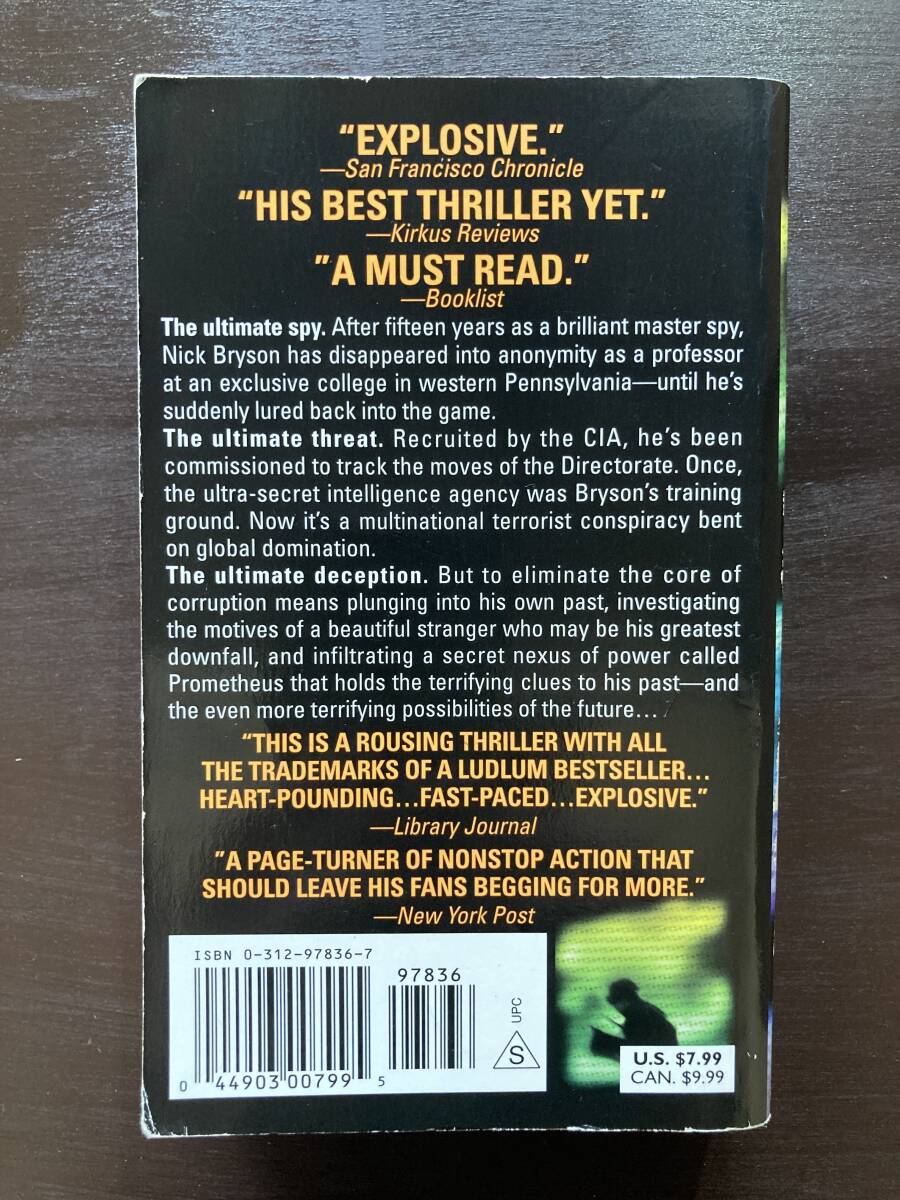 “EXPLOSIVE.”
—San Francisco Chronicle
“HIS BEST THRILLER YET.”
—Kirkus Reviews
”A MUST READ.”
—Booklist
The ultimate spy. After fifteen years as a brilliant master spy,
Nick Bryson has disappeared into anonymity as a professor
at an exclusive college in western Pennsylvania—until he’s
suddenly lured back into the game.
The ultimate threat. Recruited by the CIA, he’s been
commissioned to track the moves of the Directorate. Once,
the ultra-secret intelligence agency was Bryson’s training
ground. Now it’s a multinational terrorist conspiracy bent
on global domination.
The ultimate deception. But to eliminate the core of
corruption means plunging into his own past, investigating
the motives of a beautiful stranger who may be his greatest
downfall, and infiltrating a secret nexus of power called
Prometheus that holds the terrifying clues to his past—and
the even more terrifying possibilities of the future…
“THIS IS A ROUSING THRILLER WITH ALL
THE TRADEMARKS OF A LUDLUM BESTSELLER…
HEART-POUNDING…FAST-PACED…EXPLOSIVE.”
—Library Journal
”A PAGE-TURNER OF NONSTOP ACTION THAT
SHOULD LEAVE HIS FANS BEGGING FOR MORE.”
—New York Post
ISBN 0-312-97836-7
97836
0 44903 00799 5
S UPC
U.S. $7.99
CAN. $9.99